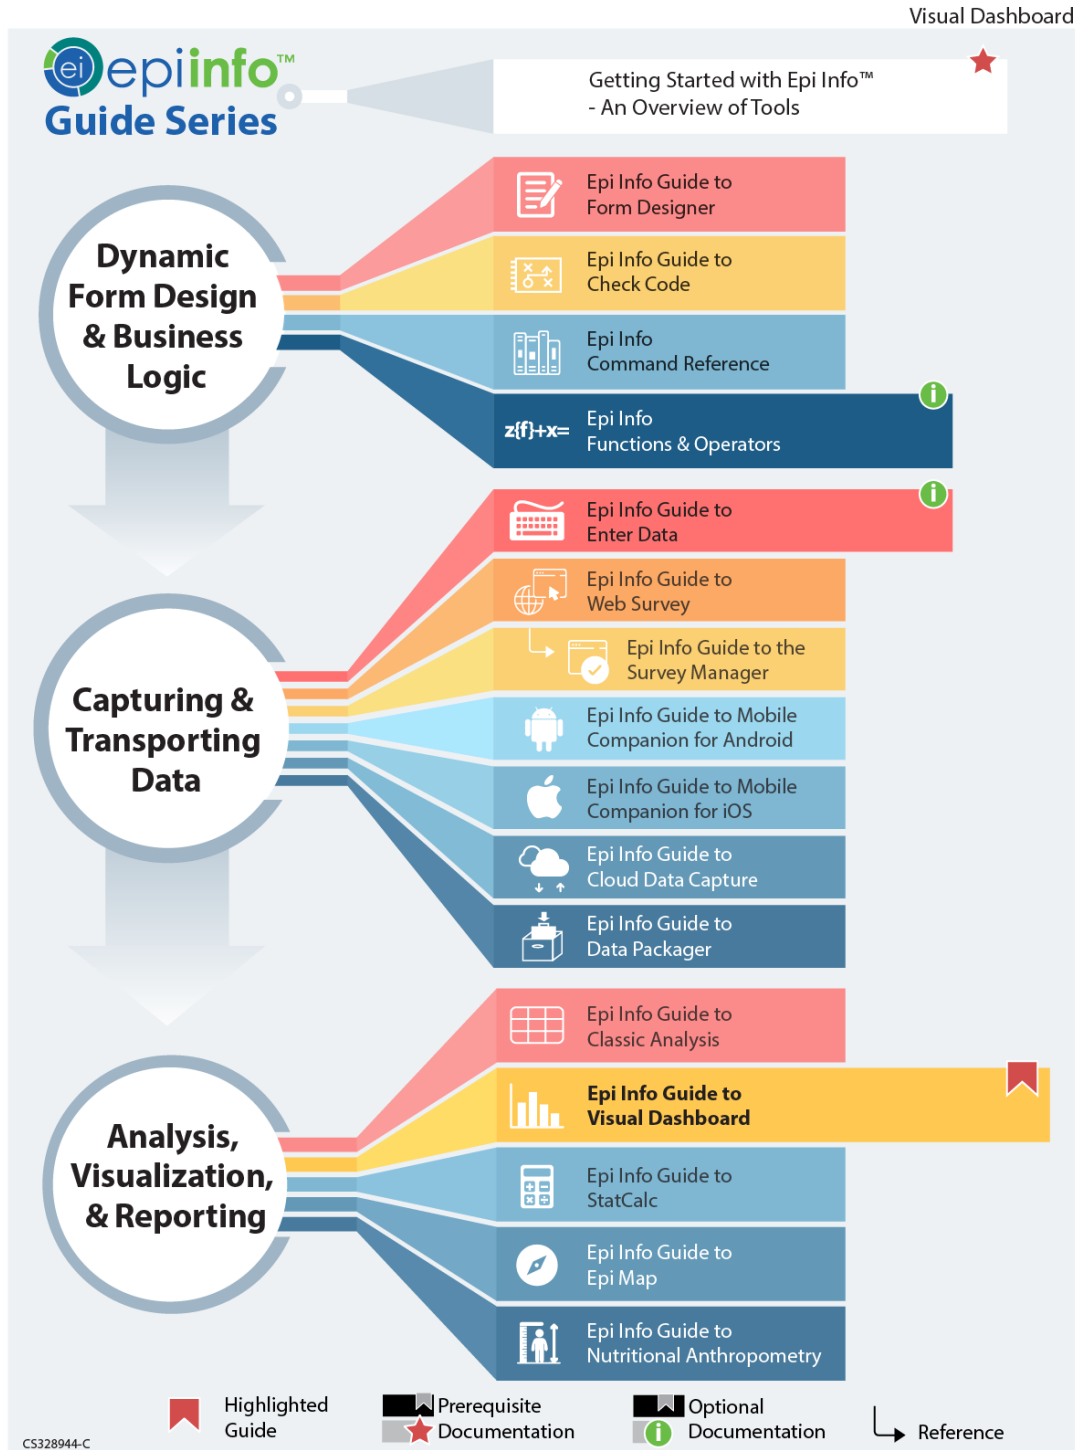 Visual Dashboard
ei epiinfo™
Guide Series
Getting Started with Epi Info™
- An Overview of Tools
Dynamic
Form Design
& Business
Logic
Epi Info Guide to
Form Designer
Epi Info Guide to
Check Code
Epi Info
Command Reference
z{f}+x=
Epi Info
Functions & Operators
i
Capturing &
Transporting
Data
Epi Info Guide to
Enter Data
i
Epi Info Guide to
Web Survey
Epi Info Guide to the
Survey Manager
Epi Info Guide to Mobile
Companion for Android
Epi Info Guide to Mobile
Companion for iOS
Epi Info Guide to
Cloud Data Capture
Epi Info Guide to
Data Packager
Analysis,
Visualization,
& Reporting
Epi Info Guide to
Classic Analysis
Epi Info Guide to
Visual Dashboard
Epi Info Guide to
StatCalc
Epi Info Guide to
Epi Map
Epi Info Guide to
Nutritional Anthropometry
Highlighted
Guide
Prerequisite
Documentation
Optional
i Documentation
Reference
CS328944-C